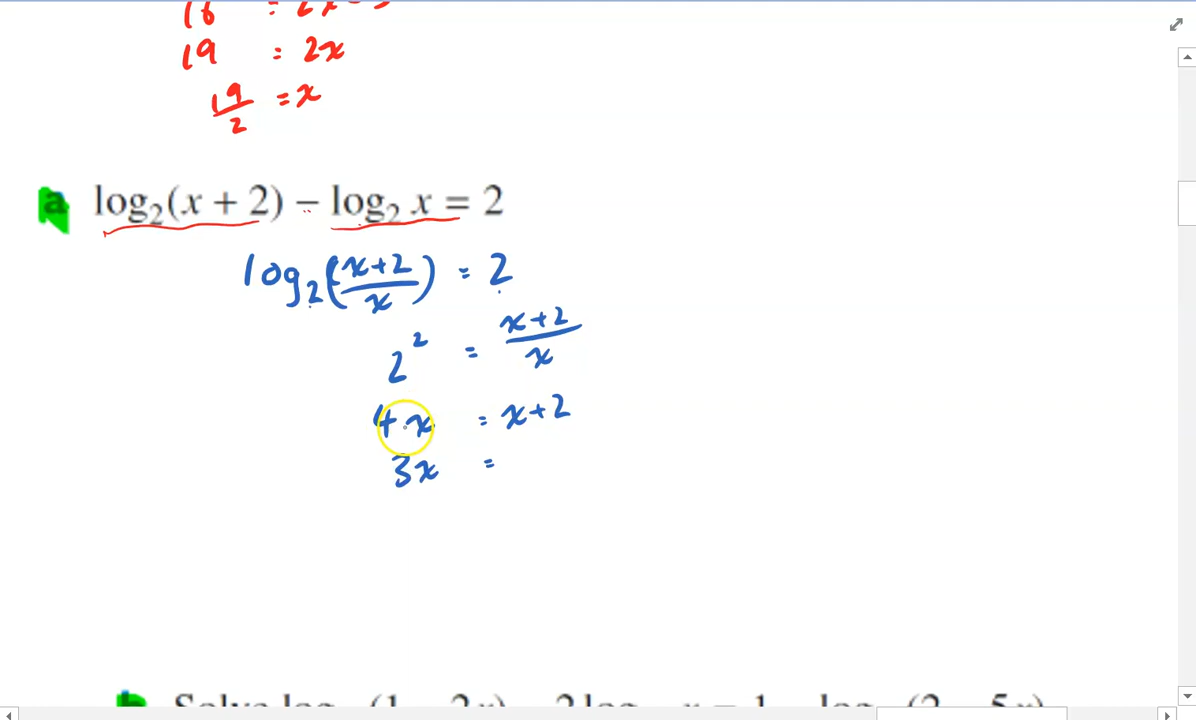 19 = 2x
19/2 = x
a log₂(x + 2) − log₂ x = 2
log₂((x+2)/x) = 2
2² = (x+2)/x
4x = x+2
3x =